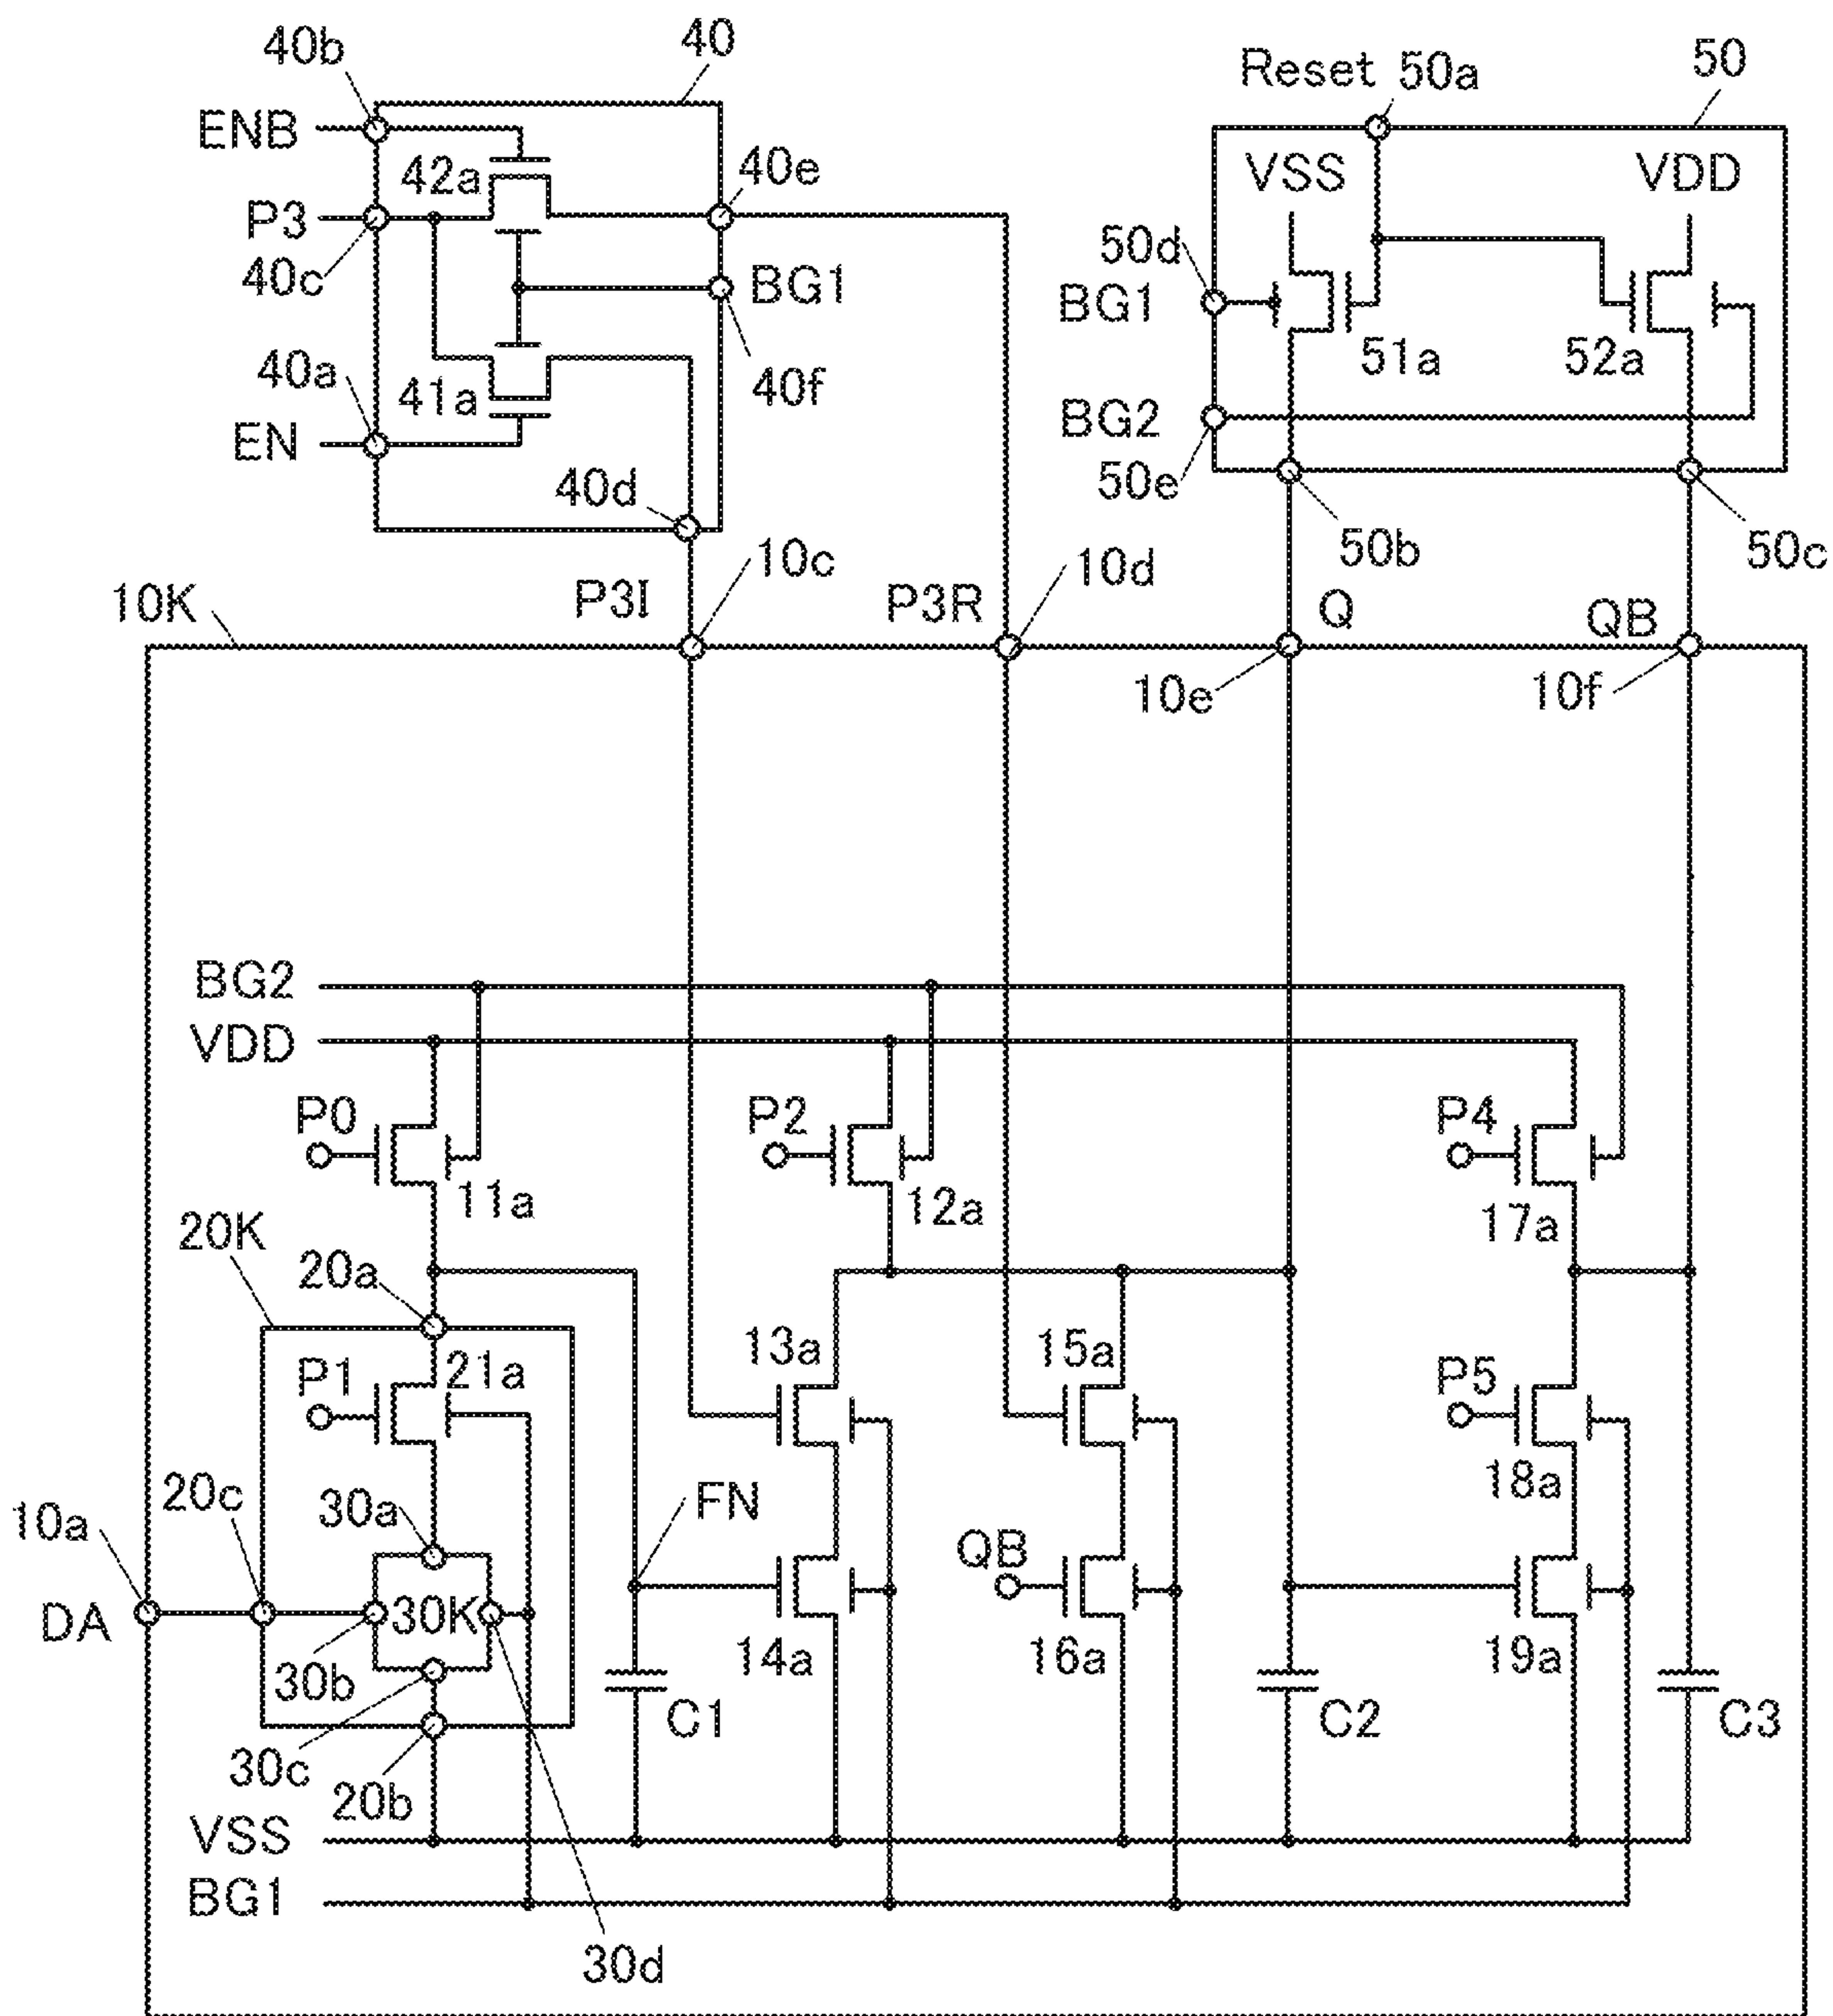 40b
40
Reset 50a
50
ENB
42a
40e
VSS
VDD
P3
40c
BG1
50d
BG1
40a
41a
40f
51a
52a
EN
BG2
40d
50e
10c
10d
50b
50c
10K
P3I
P3R
Q
QB
10e
10f
BG2
VDD
P0
P2
P4
11a
12a
17a
20K
20a
13a
15a
P1
21a
P5
20c
30a
FN
18a
10a
QB
DA
30K
30b
14a
16a
19a
30c
C1
C2
C3
20b
VSS
BG1
30d